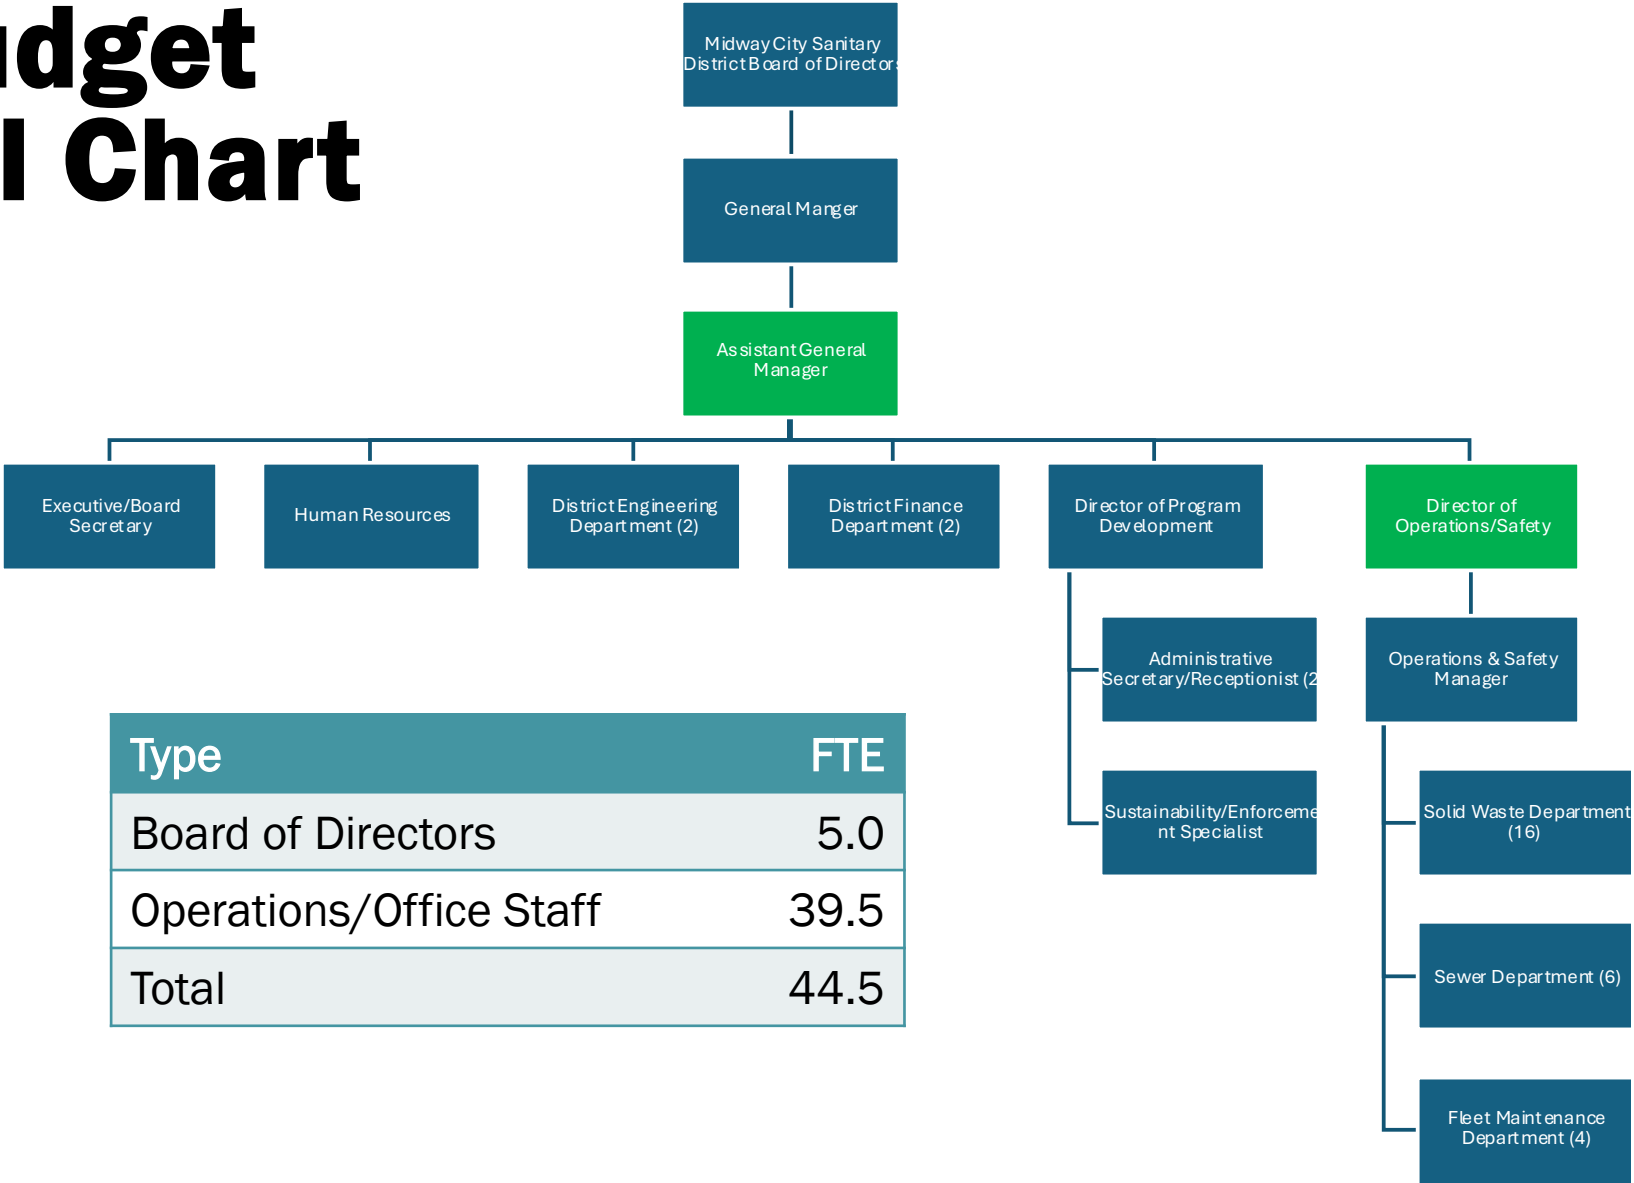 udget
l Chart
Midway City Sanitary
District Board of Directors
General Manger
Assistant General
Manager
Executive/Board
Secretary
Human Resources
District Engineering
Department (2)
District Finance
Department (2)
Director of Program
Development
Director of
Operations/Safety
Administrative
Secretary/Receptionist (2
Operations & Safety
Manager
Sustainability/Enforceme
nt Specialist
Solid Waste Department
(16)
Sewer Department (6)
Fleet Maintenance
Department (4)
Type FTE
Board of Directors 5.0
Operations/Office Staff 39.5
Total 44.5